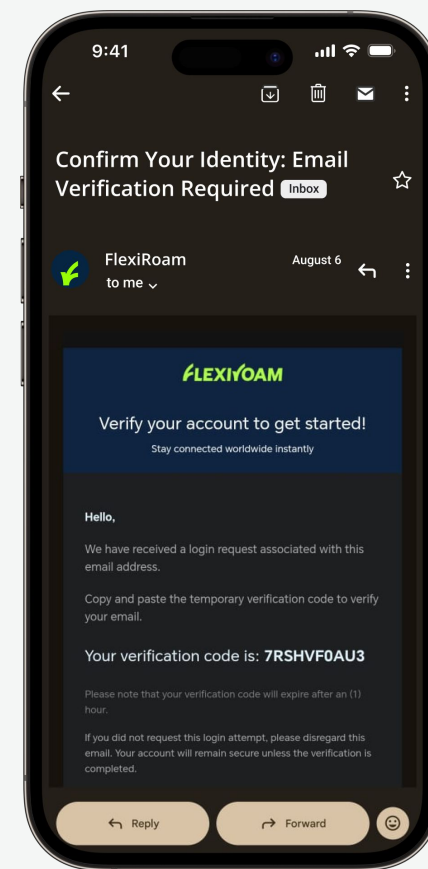 9:41
Confirm Your Identity: Email
Verification Required Inbox
FlexiRoam
August 6
to me
FLEXIROAM
Verify your account to get started!
Stay connected worldwide instantly
Hello,
We have received a login request associated with this
email address.
Copy and paste the temporary verification code to verify
your email.
Your verification code is: 7RSHVF0AU3
Please note that your verification code will expire after an (1)
hour.
If you did not request this login attempt, please disregard this
email. Your account will remain secure unless the verification is
completed.
Reply
Forward